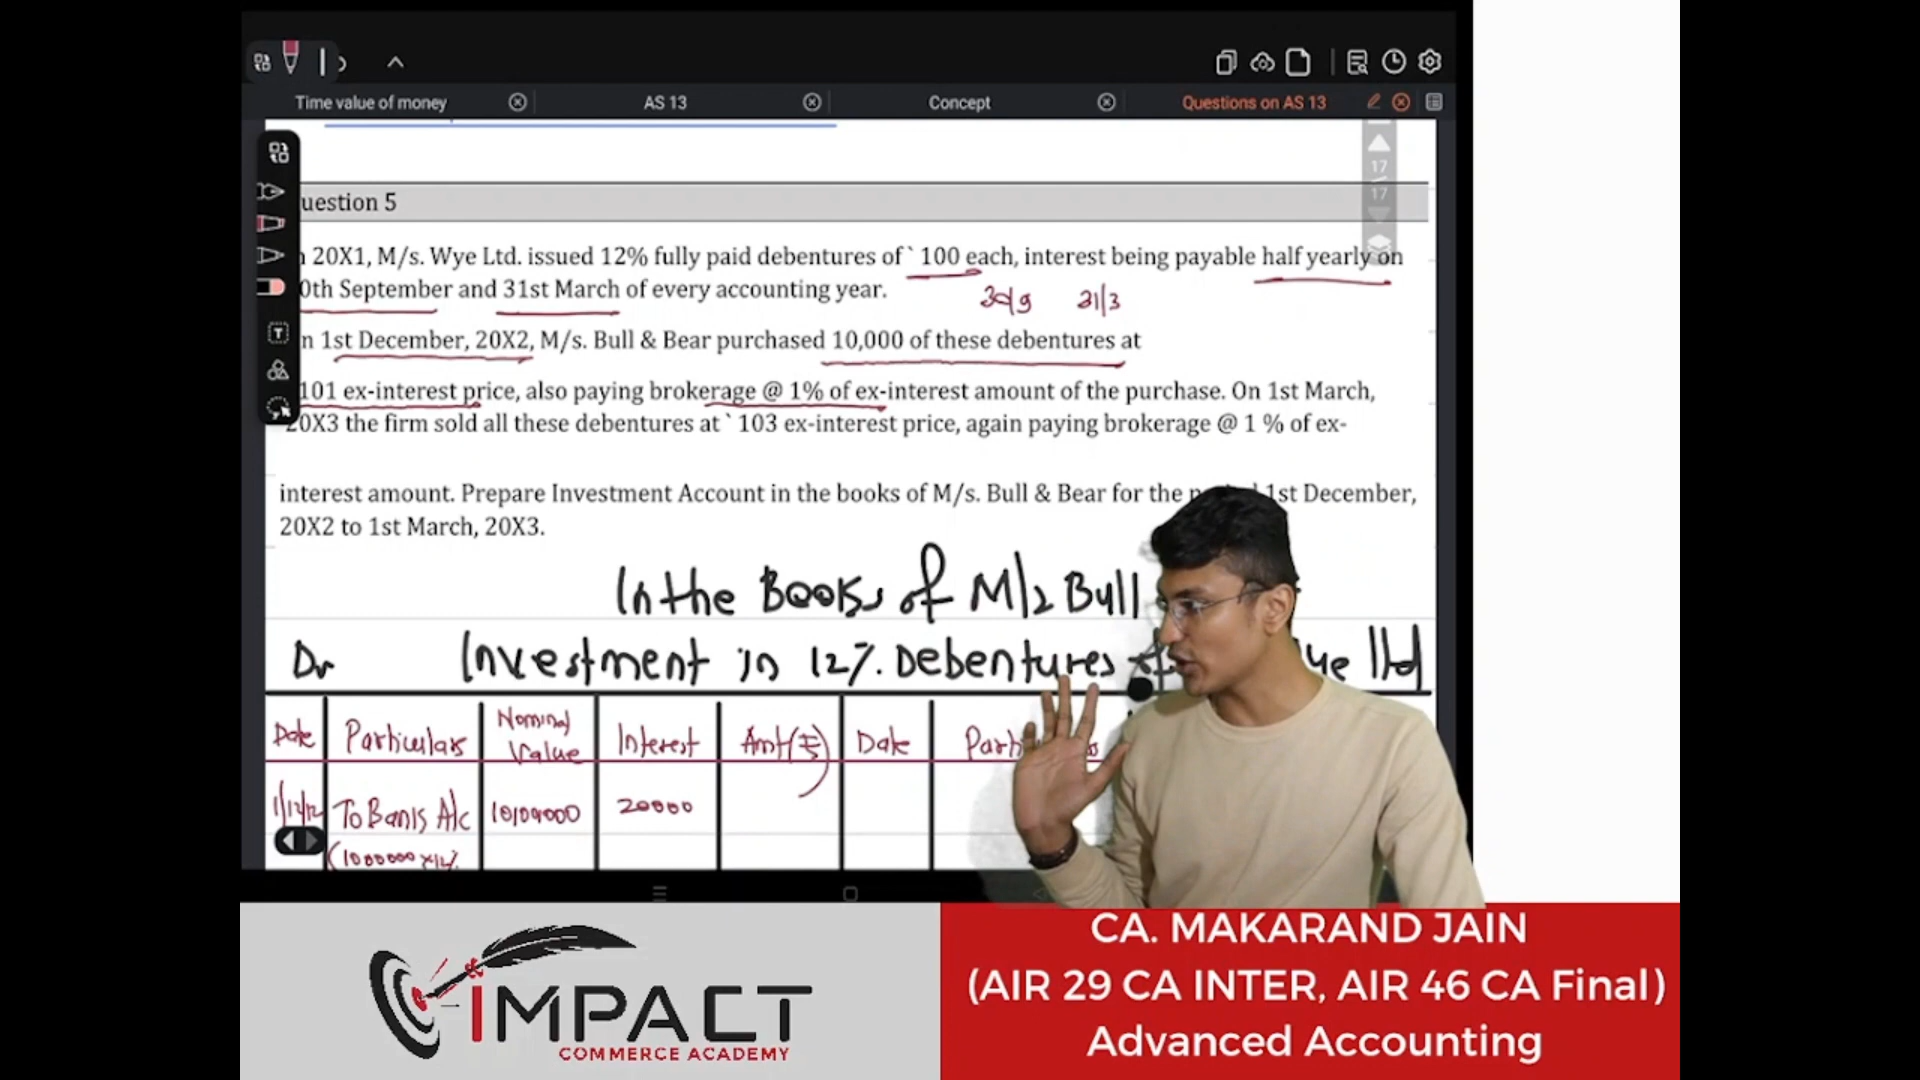 Time value of money
AS 13
Concept
Questions on AS 13
17
17
uestion 5
20X1, M/s. Wye Ltd. issued 12% fully paid debentures of ` 100 each, interest being payable half yearly on
0th September and 31st March of every accounting year.
30/9 31/3
n 1st December, 20X2, M/s. Bull & Bear purchased 10,000 of these debentures at
101 ex-interest price, also paying brokerage @ 1% of ex-interest amount of the purchase. On 1st March,
20X3 the firm sold all these debentures at ` 103 ex-interest price, again paying brokerage @ 1 % of ex-
interest amount. Prepare Investment Account in the books of M/s. Bull & Bear for the 1st December,
20X2 to 1st March, 20X3.
In the Books of M/s Bull
Dr Investment in 12% Debentures Ltd
Date Particulars Nominal Value Interest Amt(₹) Date
To Bank A/c 20000
IMPACT
COMMERCE ACADEMY
CA. MAKARAND JAIN
(AIR 29 CA INTER, AIR 46 CA Final)
Advanced Accounting